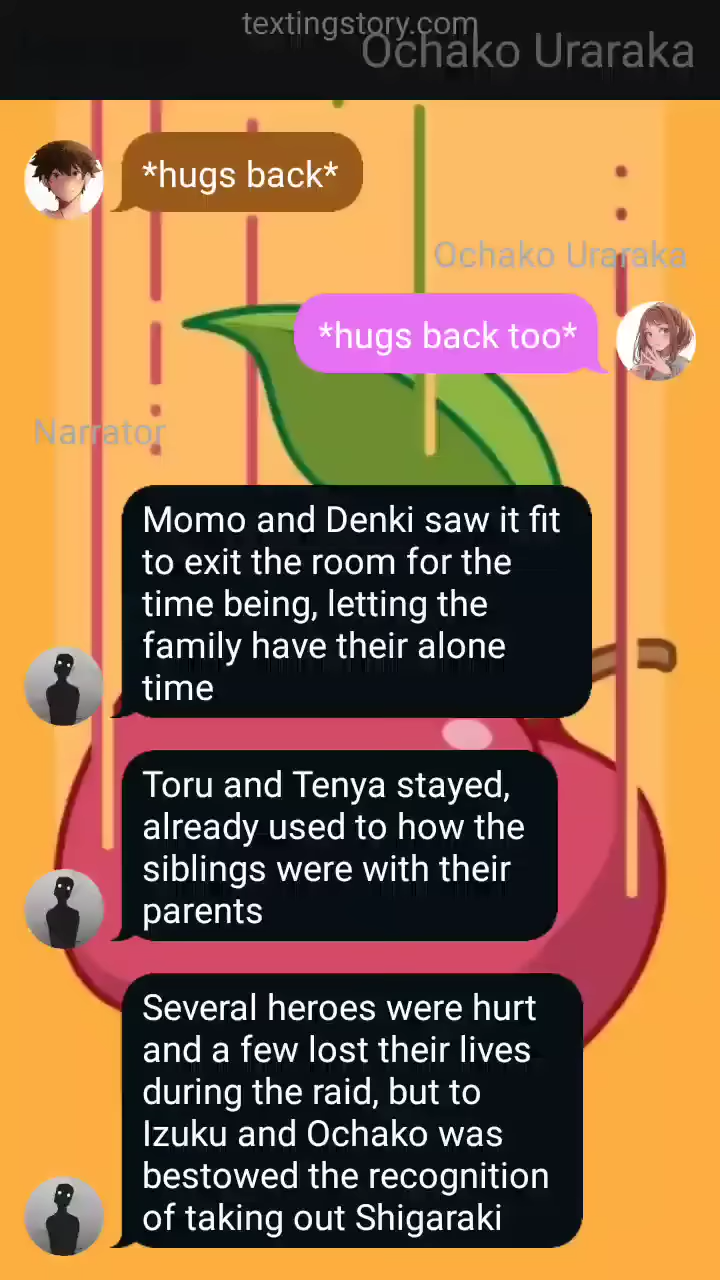 textingstory.com
Ochako Uraraka
*hugs back*
Ochako Uraraka
*hugs back too*
Narrator
Momo and Denki saw it fit
to exit the room for the
time being, letting the
family have their alone
time
Toru and Tenya stayed,
already used to how the
siblings were with their
parents
Several heroes were hurt
and a few lost their lives
during the raid, but to
Izuku and Ochako was
bestowed the recognition
of taking out Shigaraki